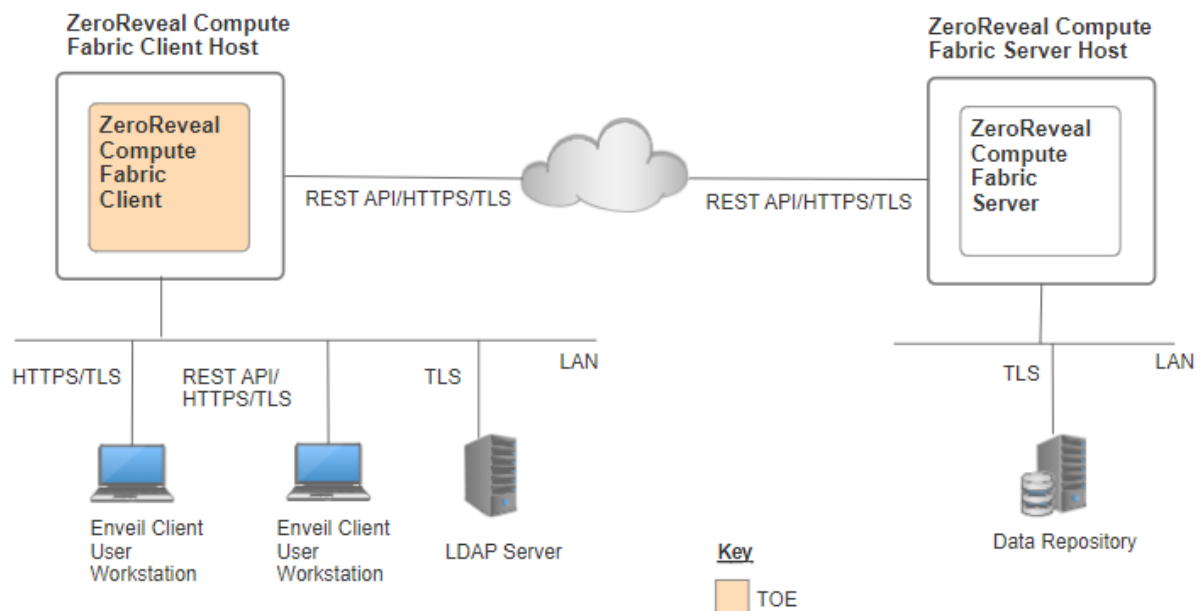 ZeroReveal Compute
Fabric Client Host
ZeroReveal Compute
Fabric Server Host
ZeroReveal
Compute
Fabric
Client
ZeroReveal
Compute
Fabric
Server
REST API/HTTPS/TLS
REST API/HTTPS/TLS
LAN
LAN
HTTPS/TLS
REST API/
HTTPS/TLS
TLS
TLS
Enveil Client
User
Workstation
Enveil Client
User
Workstation
LDAP Server
Data Repository
Key
TOE